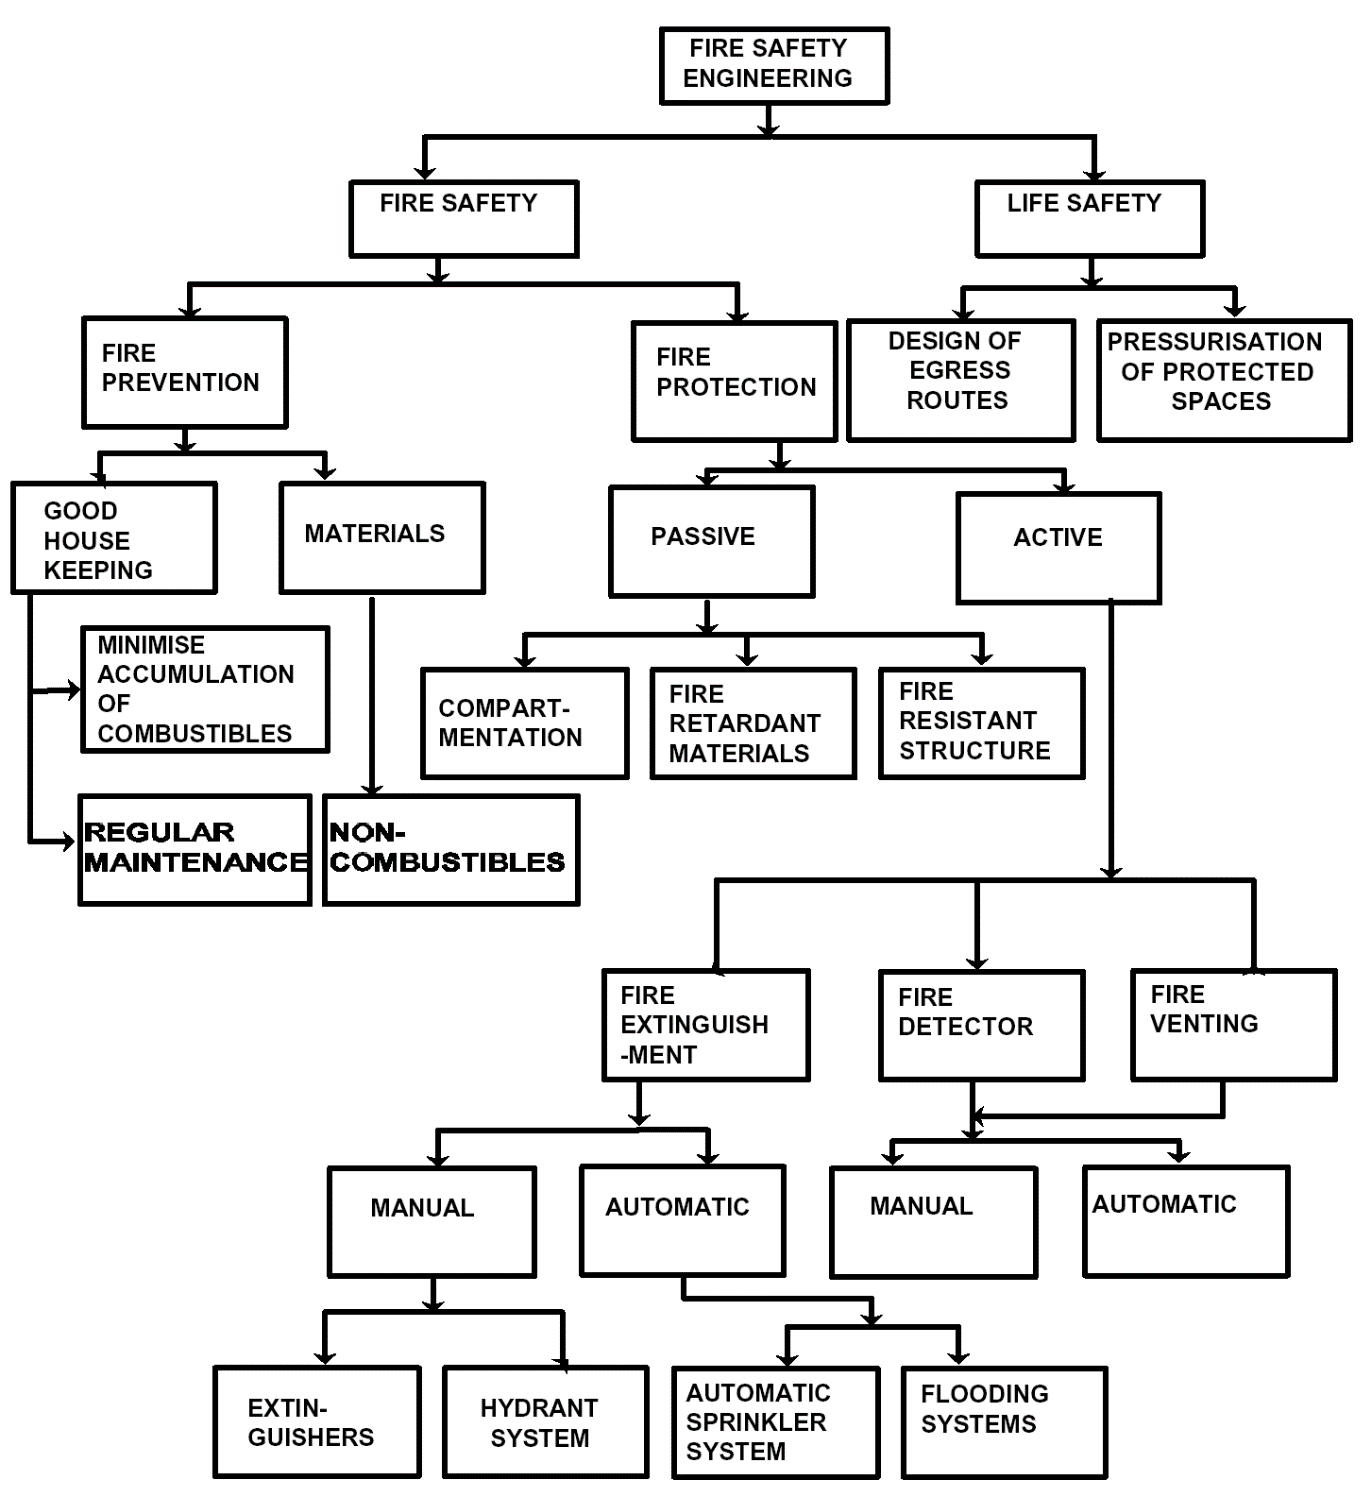 FIRE SAFETY
ENGINEERING
FIRE SAFETY
LIFE SAFETY
FIRE
PREVENTION
FIRE
PROTECTION
DESIGN OF
EGRESS
ROUTES
PRESSURISATION
OF PROTECTED
SPACES
GOOD
HOUSE
KEEPING
MATERIALS
PASSIVE
ACTIVE
MINIMISE
ACCUMULATION
OF
COMBUSTIBLES
COMPART-
MENTATION
FIRE
RETARDANT
MATERIALS
FIRE
RESISTANT
STRUCTURE
REGULAR
MAINTENANCE
NON-
COMBUSTIBLES
FIRE
EXTINGUISH
-MENT
FIRE
DETECTOR
FIRE
VENTING
MANUAL
AUTOMATIC
MANUAL
AUTOMATIC
EXTIN-
GUISHERS
HYDRANT
SYSTEM
AUTOMATIC
SPRINKLER
SYSTEM
FLOODING
SYSTEMS